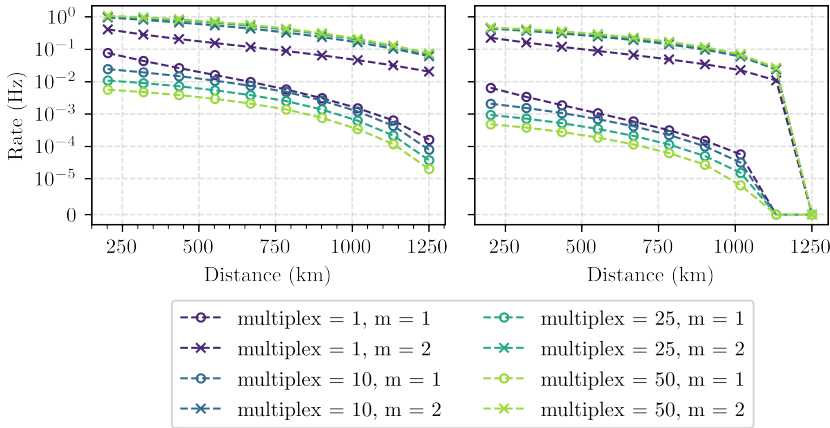 10⁰
10⁻¹
10⁻²
10⁻³
10⁻⁴
10⁻⁵
0
Rate (Hz)
250 500 750 1000 1250
Distance (km)
250 500 750 1000 1250
Distance (km)
multiplex = 1, m = 1
multiplex = 1, m = 2
multiplex = 10, m = 1
multiplex = 10, m = 2
multiplex = 25, m = 1
multiplex = 25, m = 2
multiplex = 50, m = 1
multiplex = 50, m = 2